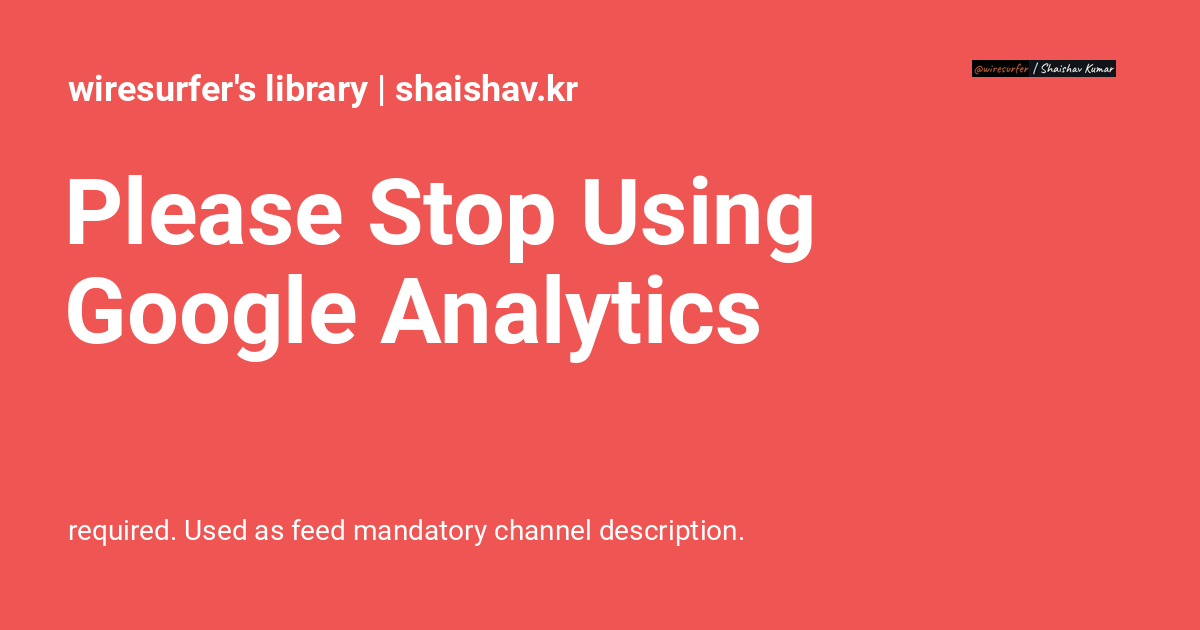 wiresurfer's library | shaishav.kr
@wiresurfer | Shaishav Kumar
Please Stop Using
Google Analytics
required. Used as feed mandatory channel description.